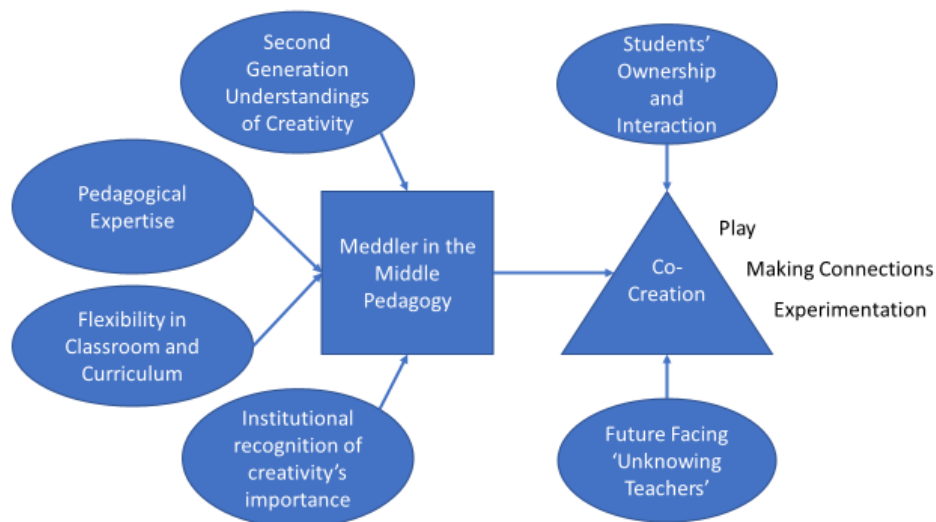 Second
Generation
Understandings
of Creativity
Students’
Ownership
and
Interaction
Pedagogical
Expertise
Meddler in the
Middle
Pedagogy
Co-
Creation
Play
Making Connections
Experimentation
Flexibility in
Classroom and
Curriculum
Institutional
recognition of
creativity’s
importance
Future Facing
‘Unknowing
Teachers’